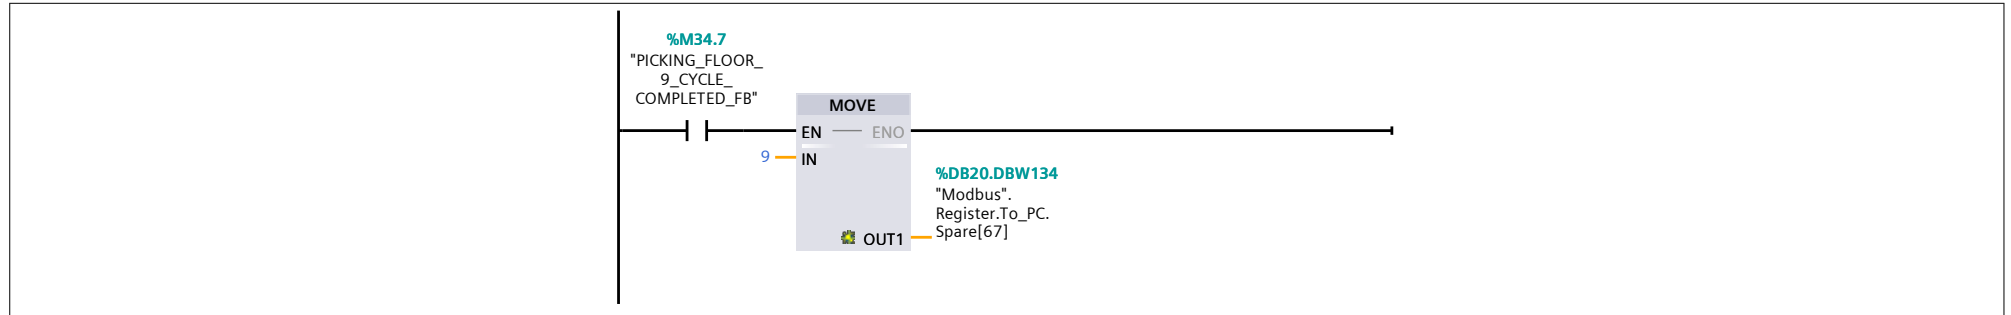 %M34.7
"PICKING_FLOOR_
9_CYCLE_
COMPLETED_FB"
MOVE
EN ENO
9 IN
%DB20.DBW134
"Modbus".
Register.To_PC.
Spare[67]
OUT1